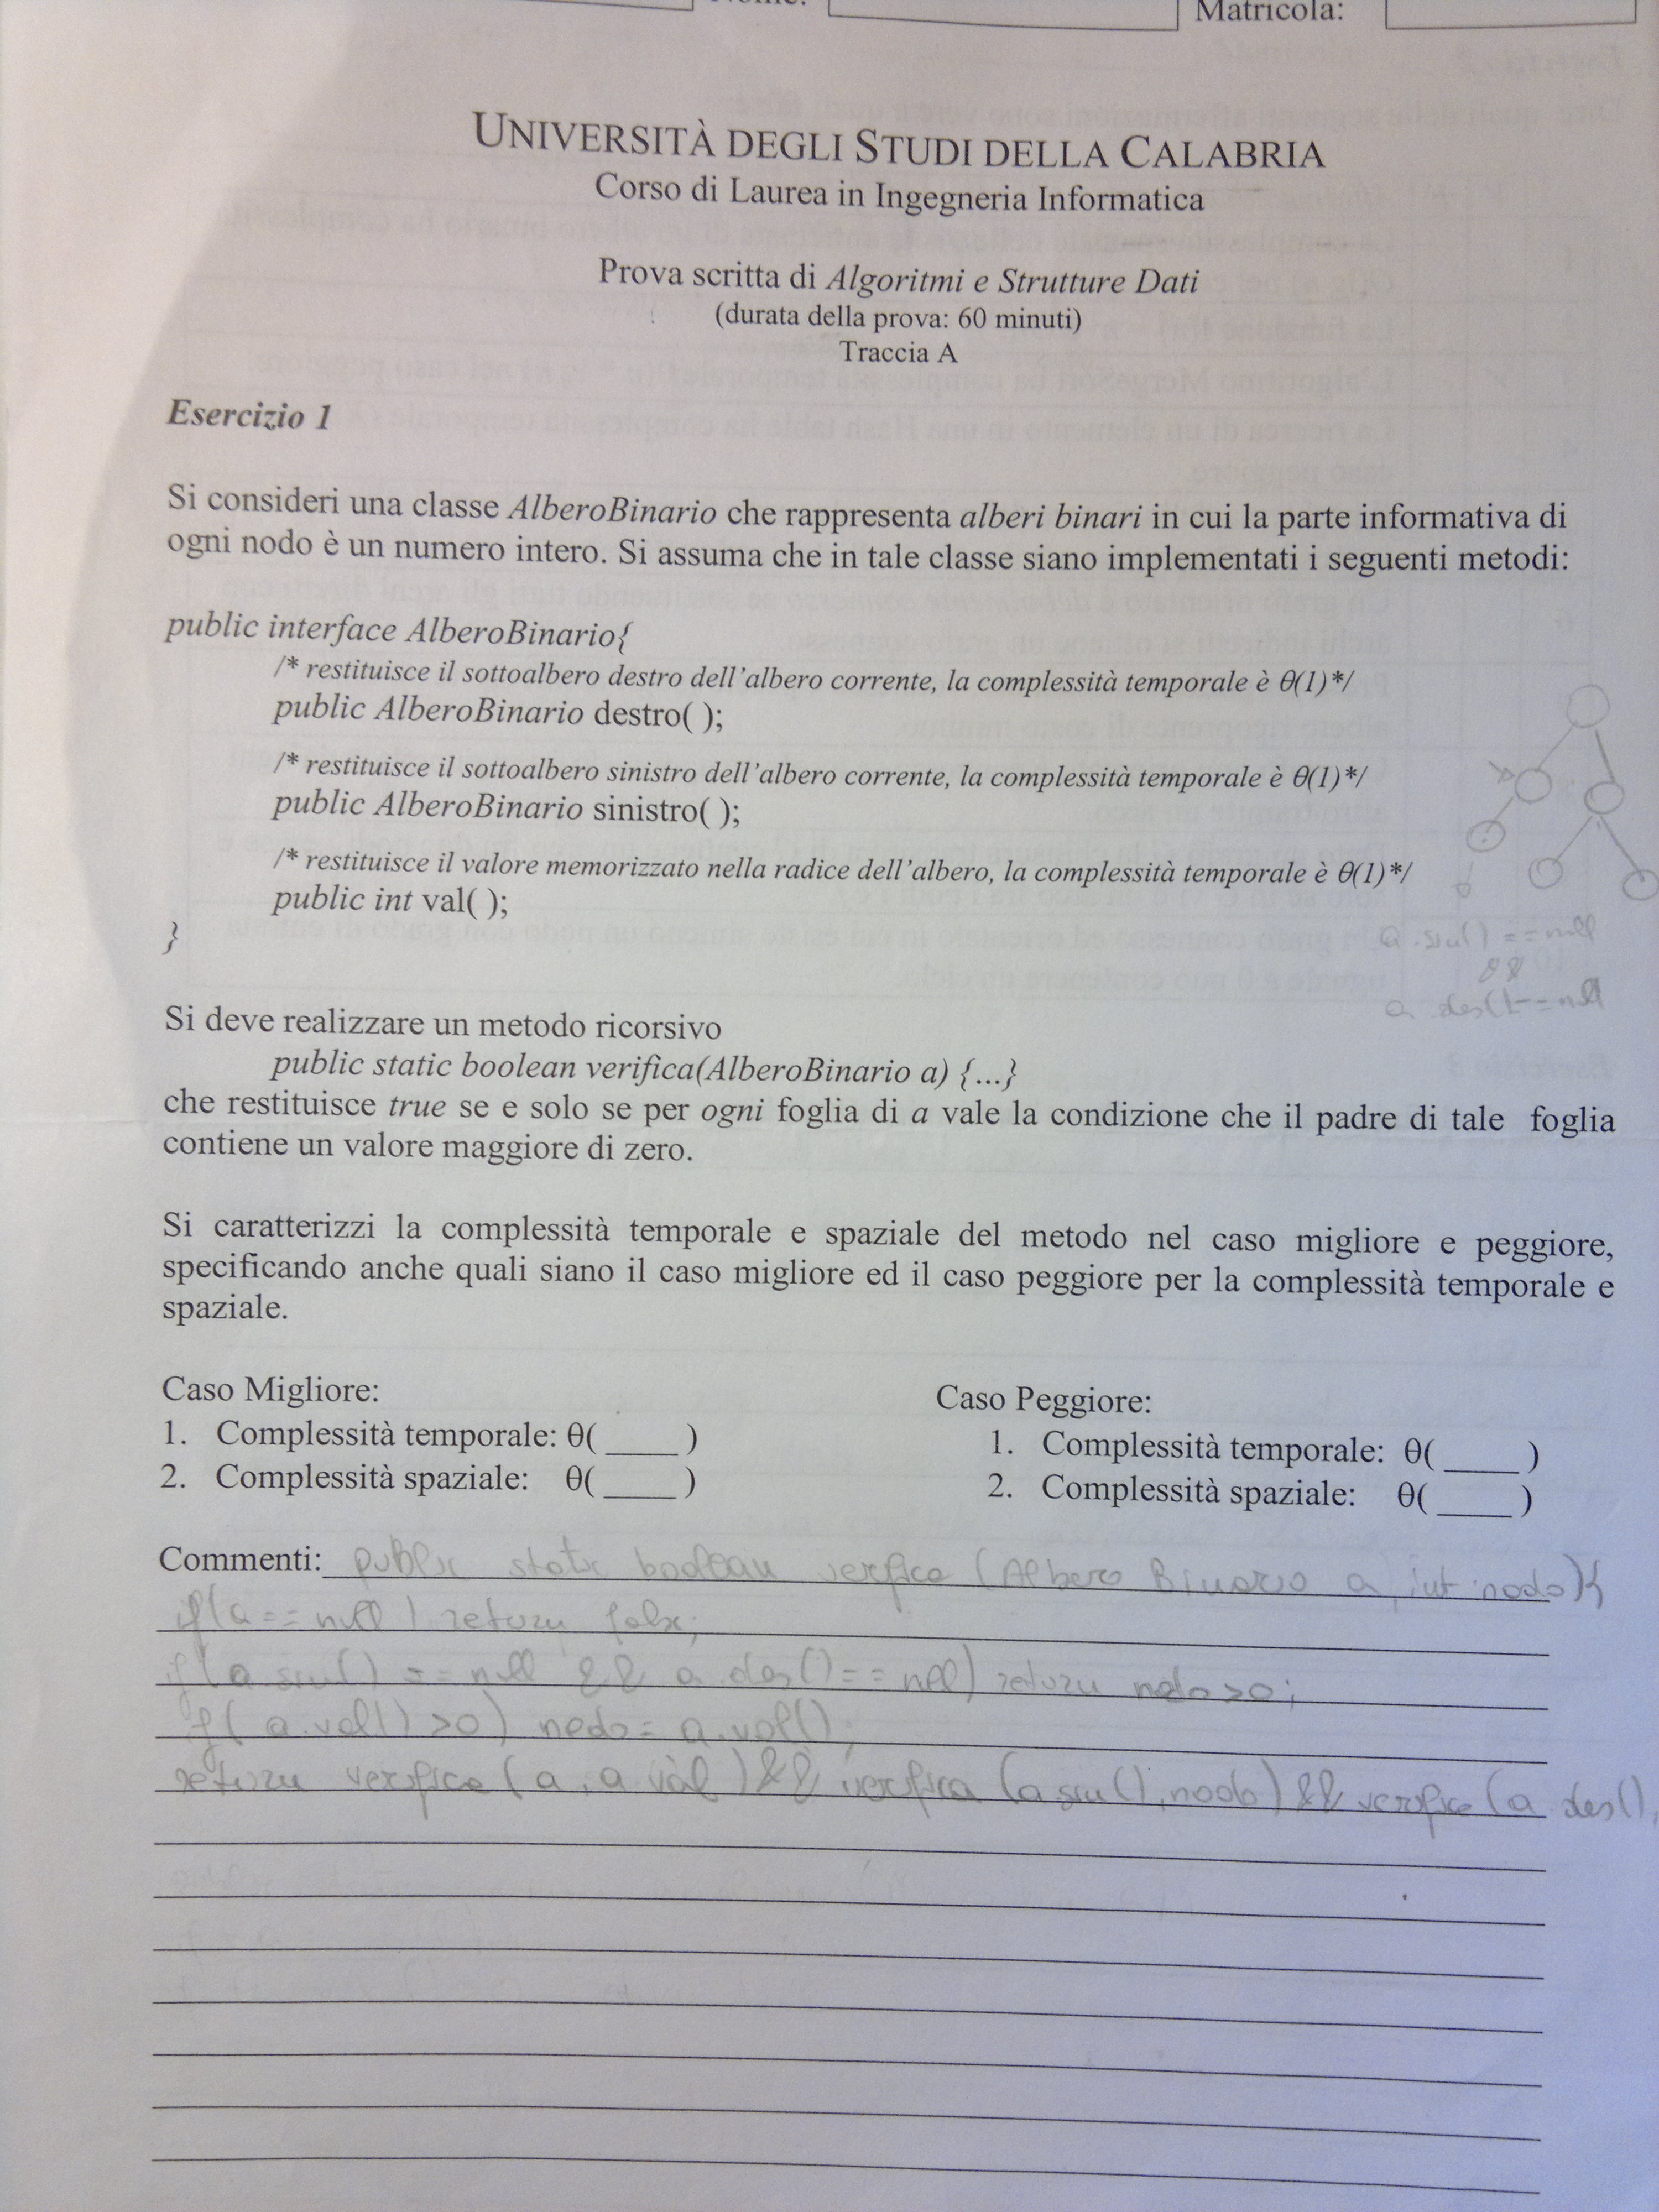 Matricola:
UNIVERSITÀ DEGLI STUDI DELLA CALABRIA
Corso di Laurea in Ingegneria Informatica
Prova scritta di Algoritmi e Strutture Dati
(durata della prova: 60 minuti)
Traccia A
Esercizio 1
Si consideri una classe AlberoBinario che rappresenta alberi binari in cui la parte informativa di
ogni nodo è un numero intero. Si assuma che in tale classe siano implementati i seguenti metodi:
public interface AlberoBinario{
/* restituisce il sottoalbero destro dell'albero corrente, la complessità temporale è θ(1)*/
public AlberoBinario destro( );
/* restituisce il sottoalbero sinistro dell'albero corrente, la complessità temporale è θ(1)*/
public AlberoBinario sinistro( );
/* restituisce il valore memorizzato nella radice dell'albero, la complessità temporale è θ(1)*/
public int val( );
}
a.sin() == null
&&
a des() == null
Si deve realizzare un metodo ricorsivo
public static boolean verifica(AlberoBinario a) {...}
che restituisce true se e solo se per ogni foglia di a vale la condizione che il padre di tale foglia
contiene un valore maggiore di zero.
Si caratterizzi la complessità temporale e spaziale del metodo nel caso migliore e peggiore,
specificando anche quali siano il caso migliore ed il caso peggiore per la complessità temporale e
spaziale.
Caso Migliore:
1. Complessità temporale: θ( ____ )
2. Complessità spaziale: θ( ____ )
Caso Peggiore:
1. Complessità temporale: θ( ____ )
2. Complessità spaziale: θ( ____ )
Commenti: public static boolean verifica (Albero Binario a, int nodo){
if(a == null) return false;
if(a sin() == null && a des() == null) return nodo >0;
if( a.val() >0) nodo = a.val();
return verifica (a, a.val) && verifica (a sin(), nodo) && verifica (a des(),